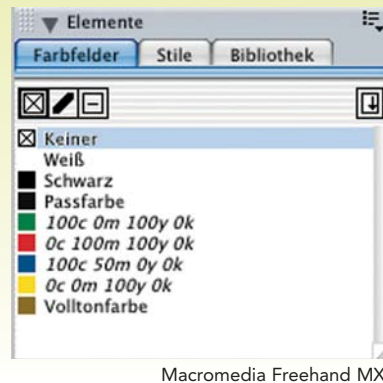 Elemente
Farbfelder Stile Bibliothek
Keiner
Weiß
Schwarz
Passfarbe
100c 0m 100y 0k
0c 100m 100y 0k
100c 50m 0y 0k
0c 0m 100y 0k
Volltonfarbe
Macromedia Freehand MX